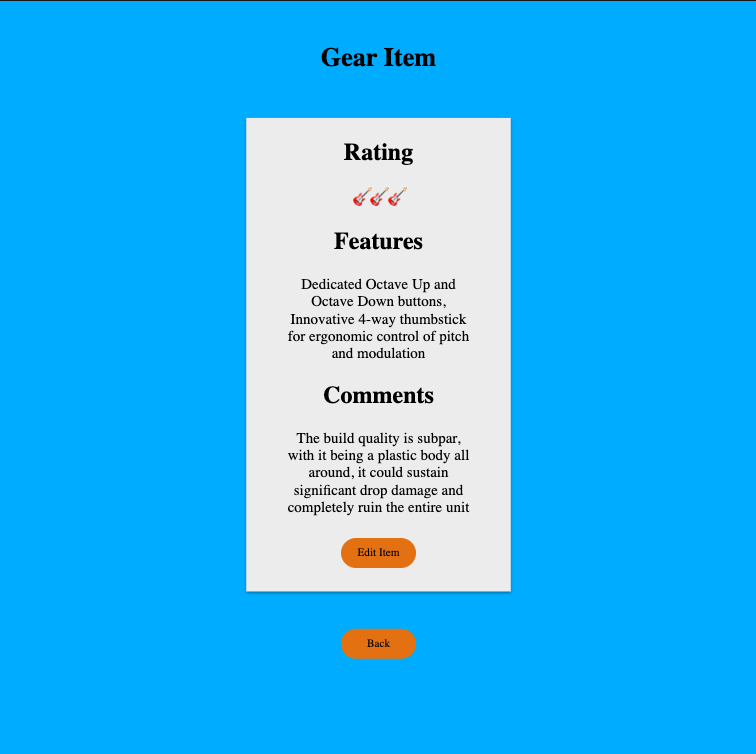 Gear Item
Rating
🎸🎸🎸
Features
Dedicated Octave Up and
Octave Down buttons,
Innovative 4-way thumbstick
for ergonomic control of pitch
and modulation
Comments
The build quality is subpar,
with it being a plastic body all
around, it could sustain
significant drop damage and
completely ruin the entire unit
Edit Item
Back